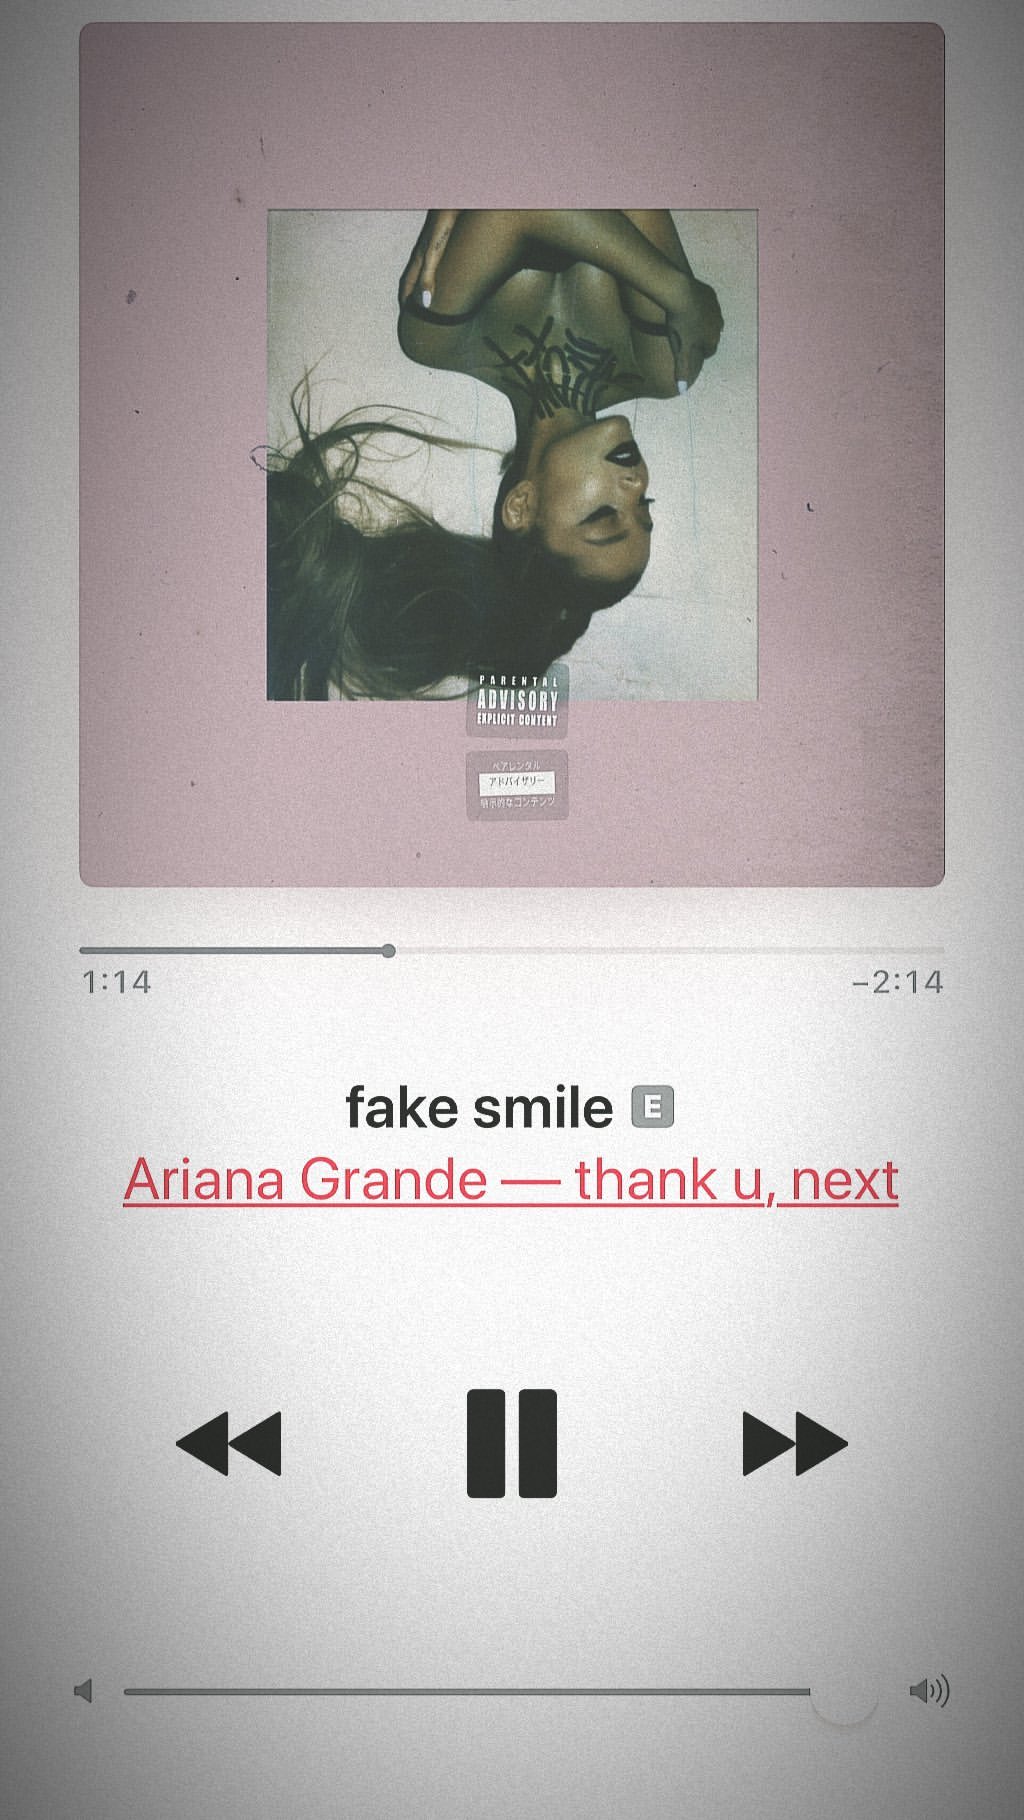 PARENTAL
ADVISORY
EXPLICIT CONTENT
ペアレンタル
アドバイザリー
明示的なコンテンツ
1:14
−2:14
fake smile E
Ariana Grande — thank u, next